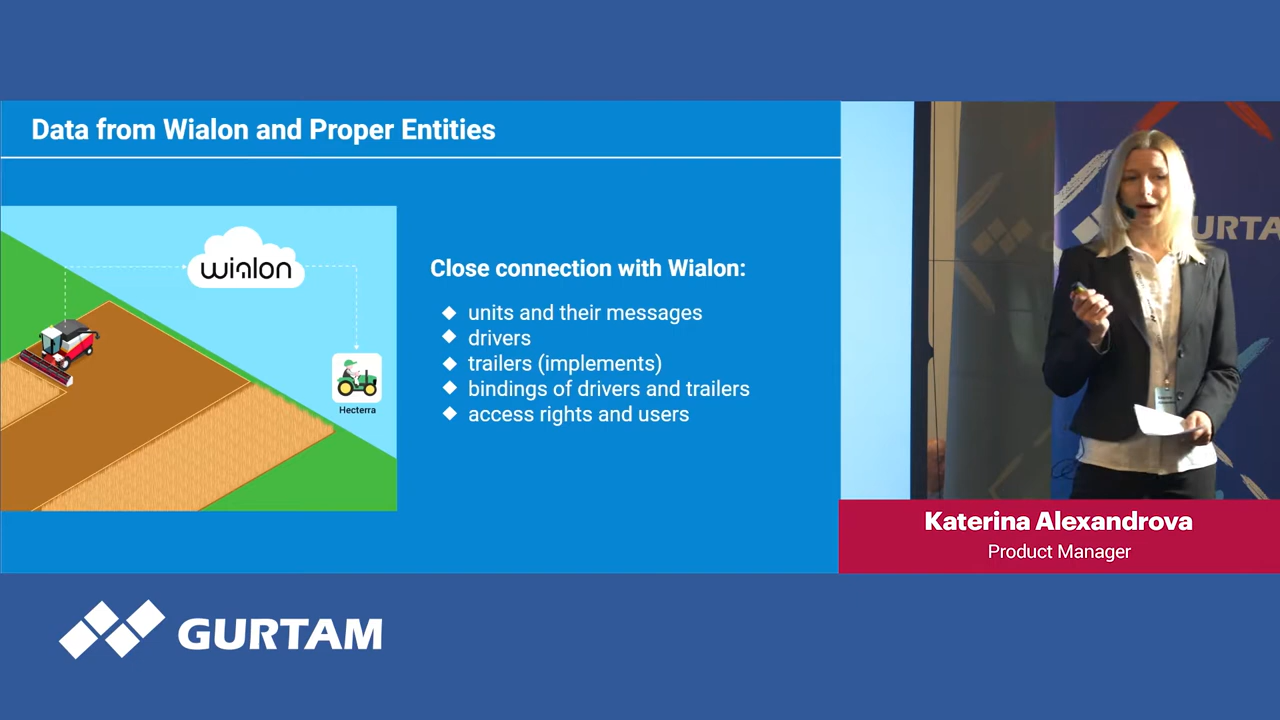 Data from Wialon and Proper Entities
wialon
Hecterra
Close connection with Wialon:
units and their messages
drivers
trailers (implements)
bindings of drivers and trailers
access rights and users
URTA
Katerina Alexandrova
Product Manager
GURTAM